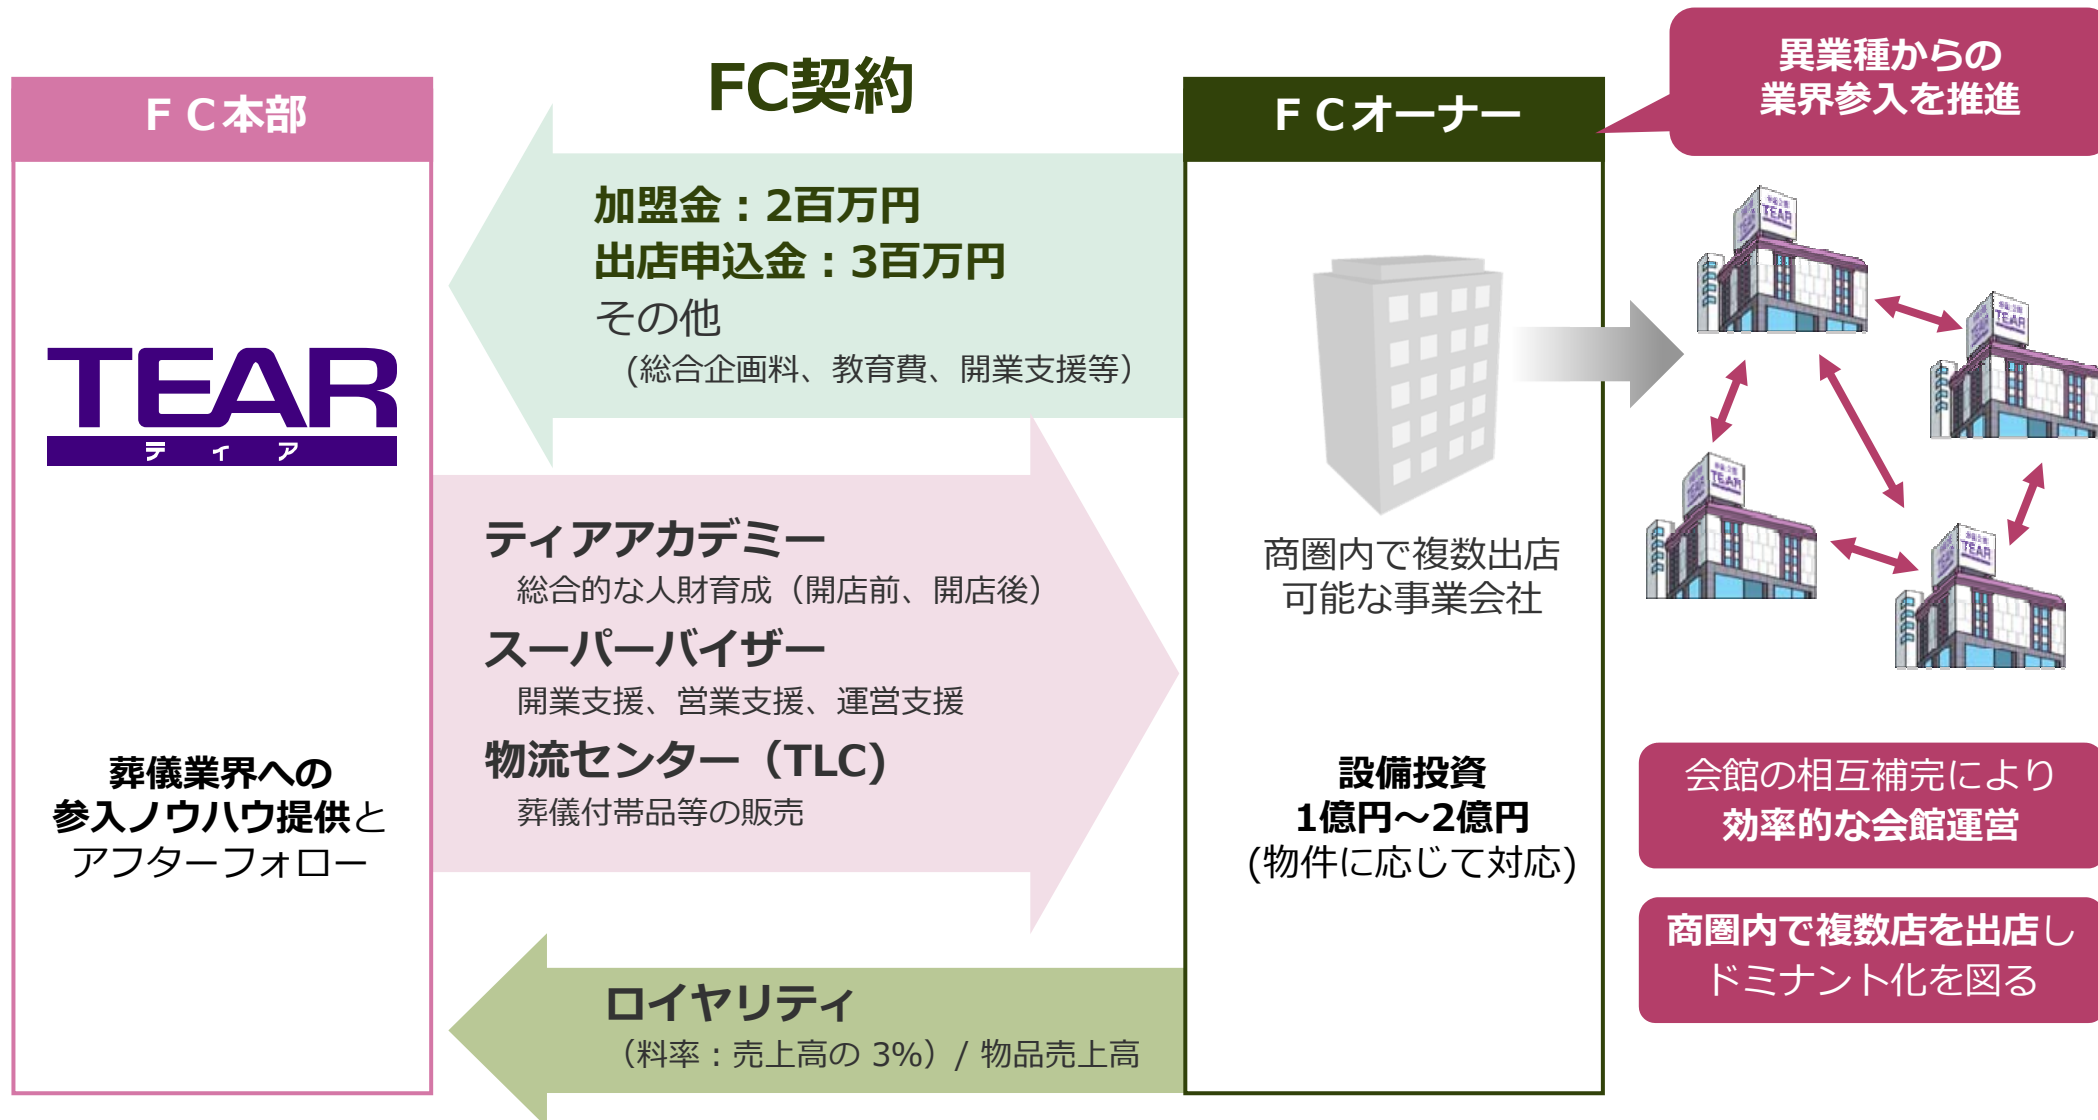 FC契約
ＦＣ本部
TEAR
ティア
葬儀業界への
参入ノウハウ提供と
アフターフォロー
加盟金：2百万円
出店申込金：3百万円
その他
(総合企画料、教育費、開業支援等）
ティアアカデミー
総合的な人財育成（開店前、開店後）
スーパーバイザー
開業支援、営業支援、運営支援
物流センター（TLC)
葬儀付帯品等の販売
ロイヤリティ
（料率：売上高の 3%）/ 物品売上高
ＦＣオーナー
商圏内で複数出店
可能な事業会社
設備投資
1億円～2億円
(物件に応じて対応)
異業種からの
業界参入を推進
TEAR
TEAR
TEAR
TEAR
会館の相互補完により
効率的な会館運営
商圏内で複数店を出店し
ドミナント化を図る